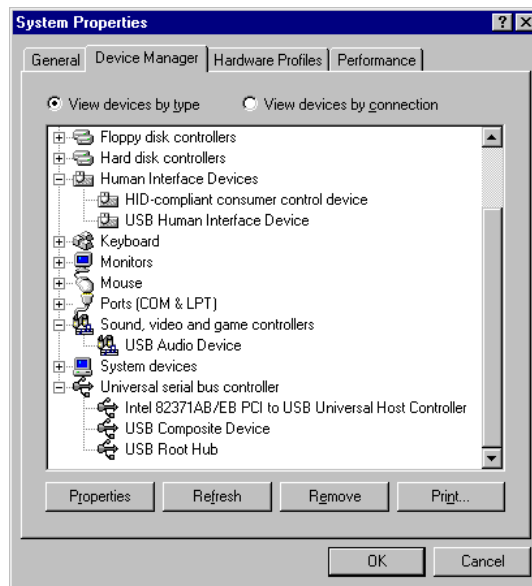 System Properties
General Device Manager Hardware Profiles Performance
View devices by type View devices by connection
Floppy disk controllers
Hard disk controllers
Human Interface Devices
HID-compliant consumer control device
USB Human Interface Device
Keyboard
Monitors
Mouse
Ports (COM & LPT)
Sound, video and game controllers
USB Audio Device
System devices
Universal serial bus controller
Intel 82371AB/EB PCI to USB Universal Host Controller
USB Composite Device
USB Root Hub
Properties Refresh Remove Print...
OK Cancel